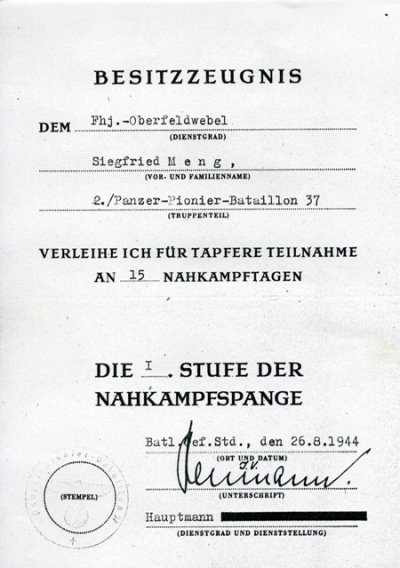 BESITZZEUGNIS
DEM Fhj.-Oberfeldwebel
(DIENSTGRAD)
Siegfried M e n g ,
(VOR- UND FAMILIENNAME)
2./Panzer-Pionier-Bataillon 37
(TRUPPENTEIL)
VERLEIHE ICH FÜR TAPFERE TEILNAHME
AN 15 NAHKAMPFTAGEN
DIE I. STUFE DER
NAHKAMPFSPANGE
Batl.Gef.Std., den 26.8.1944
(ORT UND DATUM)
I.V.
(UNTERSCHRIFT)
(STEMPEL)
Hauptmann
(DIENSTGRAD UND DIENSTSTELLUNG)